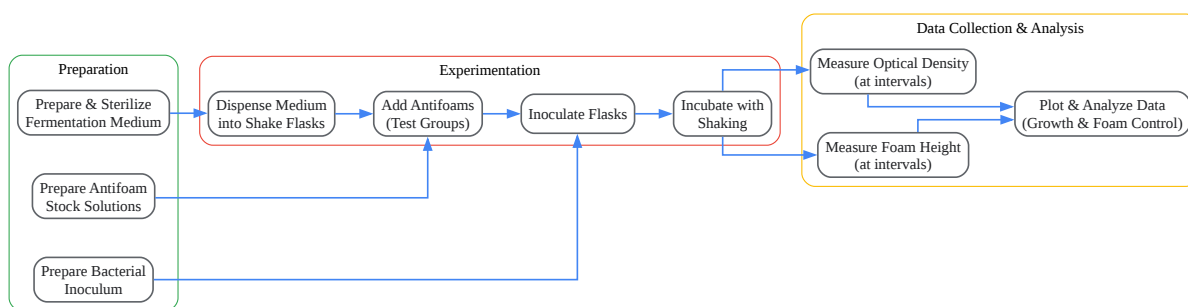 Preparation
Prepare & Sterilize
Fermentation Medium
Prepare Antifoam
Stock Solutions
Prepare Bacterial
Inoculum
Experimentation
Dispense Medium
into Shake Flasks
Add Antifoams
(Test Groups)
Inoculate Flasks
Incubate with
Shaking
Data Collection & Analysis
Measure Optical Density
(at intervals)
Measure Foam Height
(at intervals)
Plot & Analyze Data
(Growth & Foam Control)